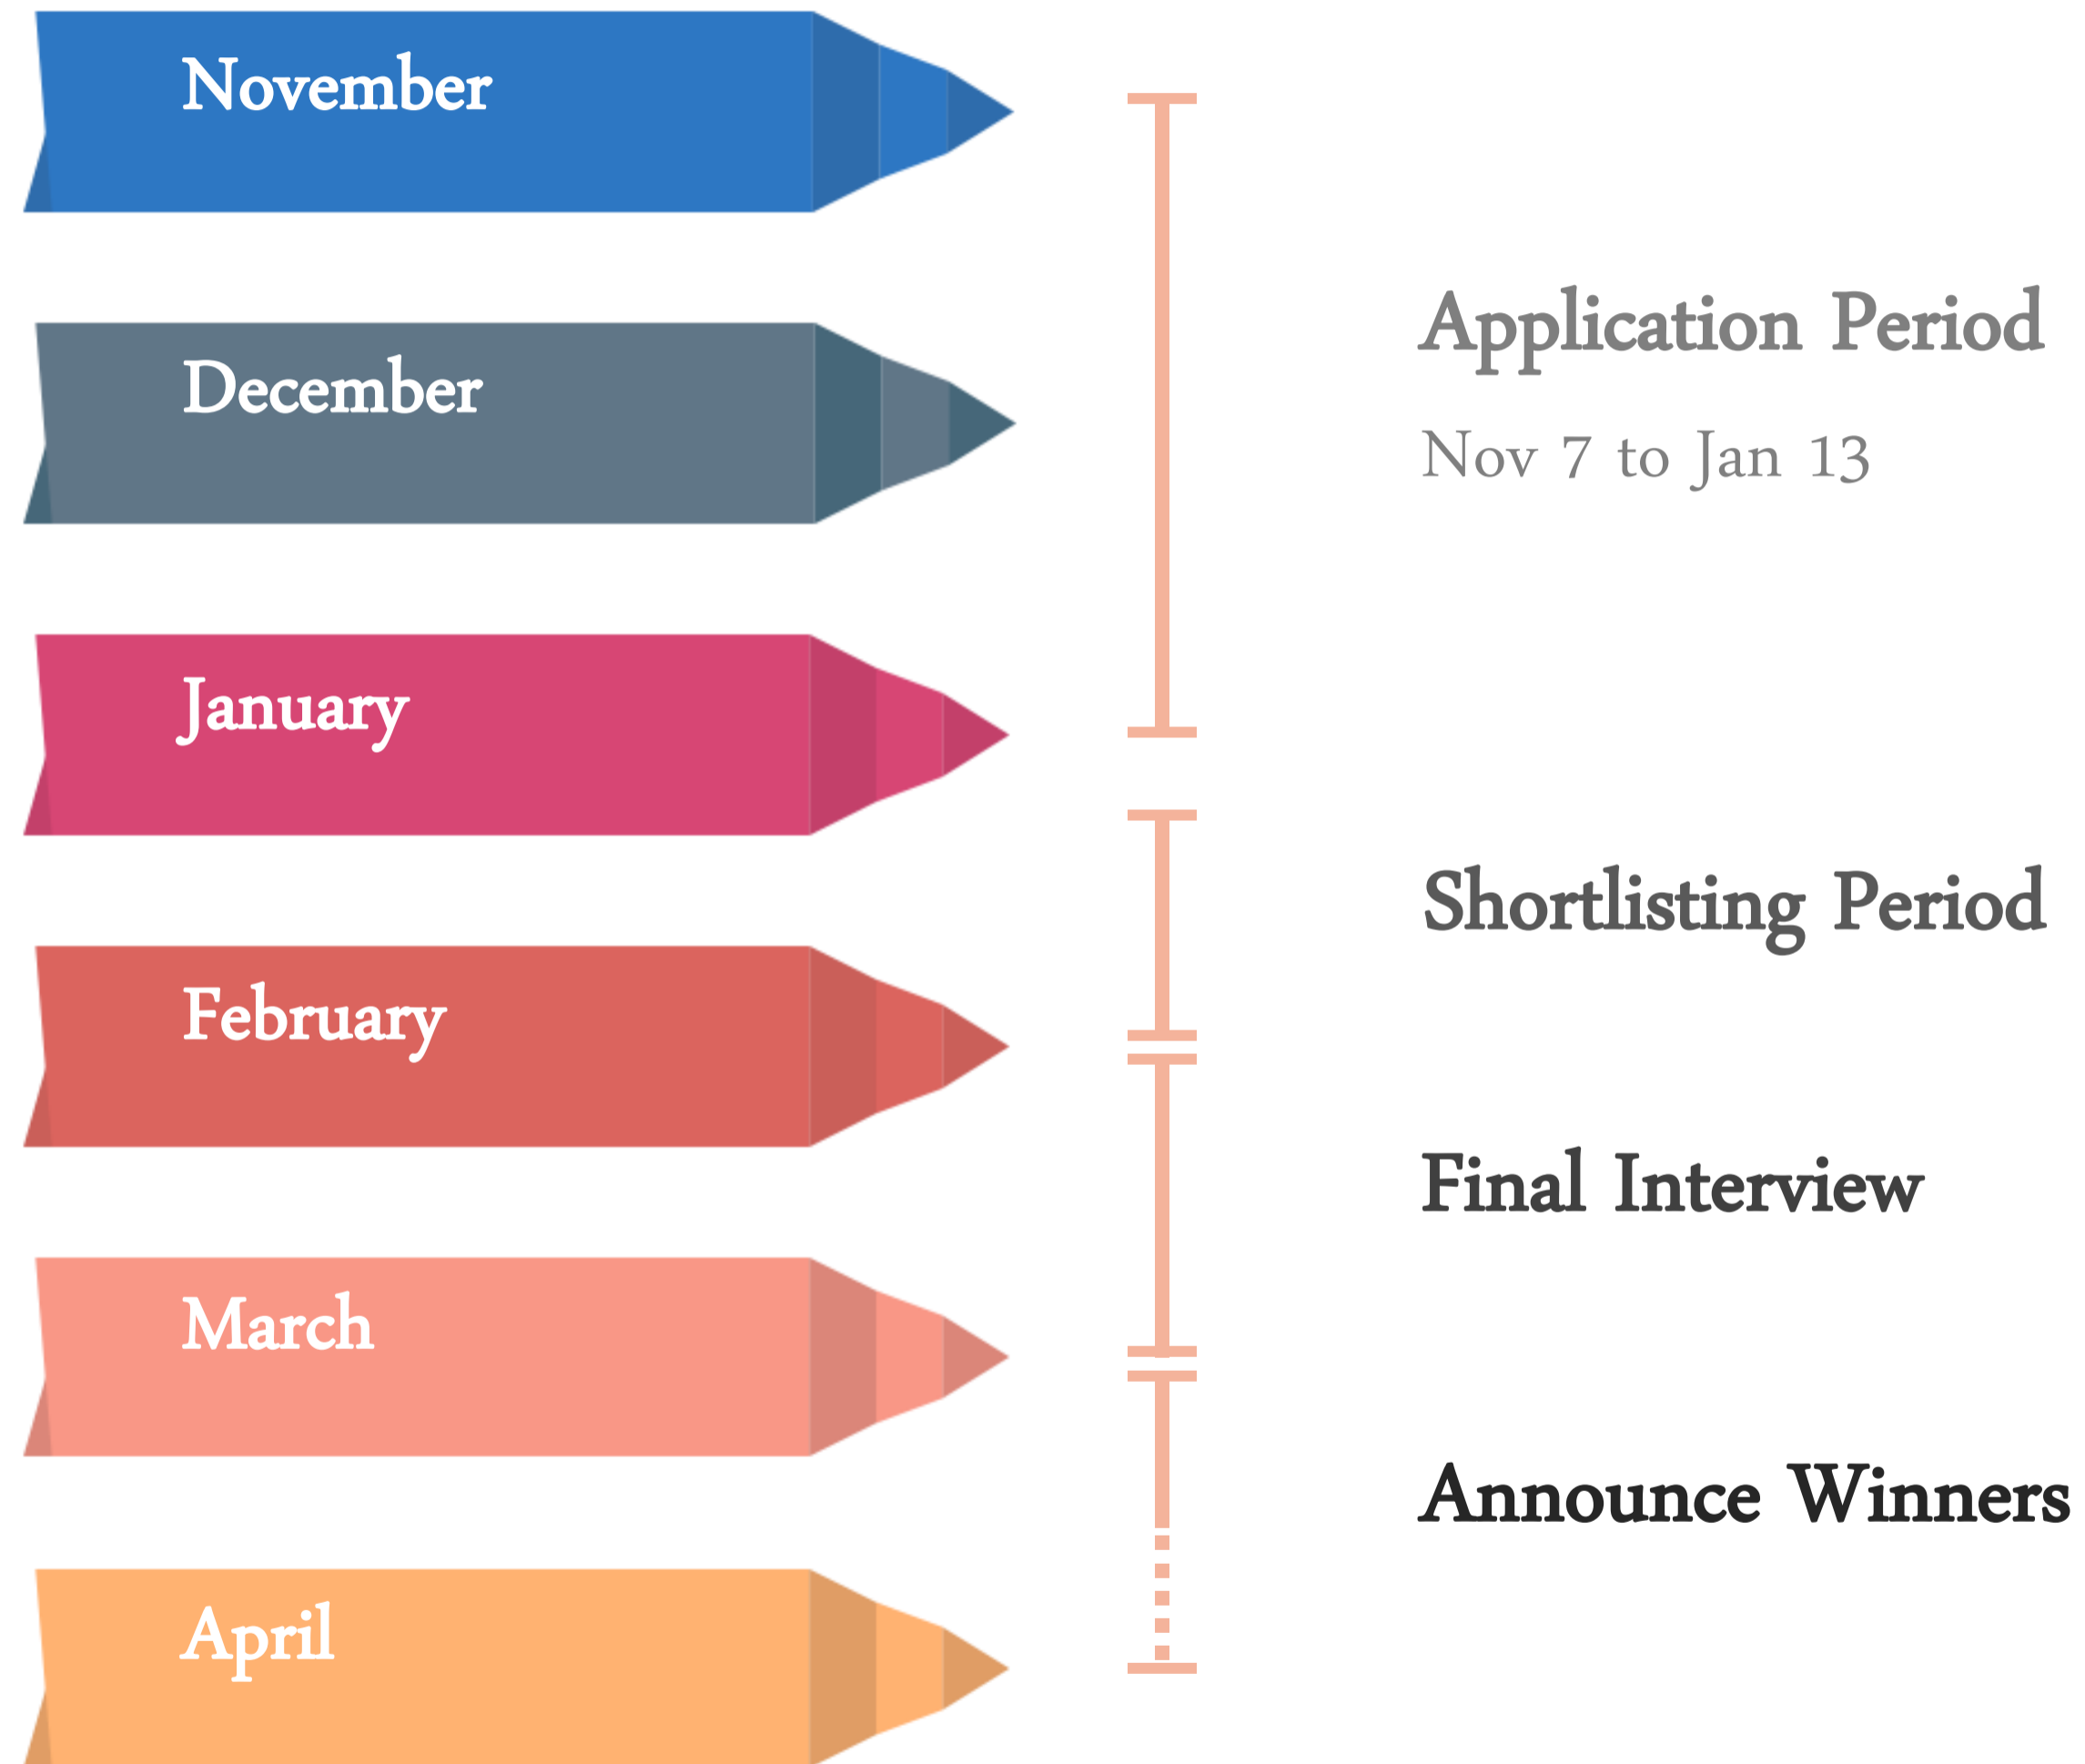 November
December
January
February
March
April
Application Period
Nov 7 to Jan 13
Shortlisting Period
Final Interview
Announce Winners